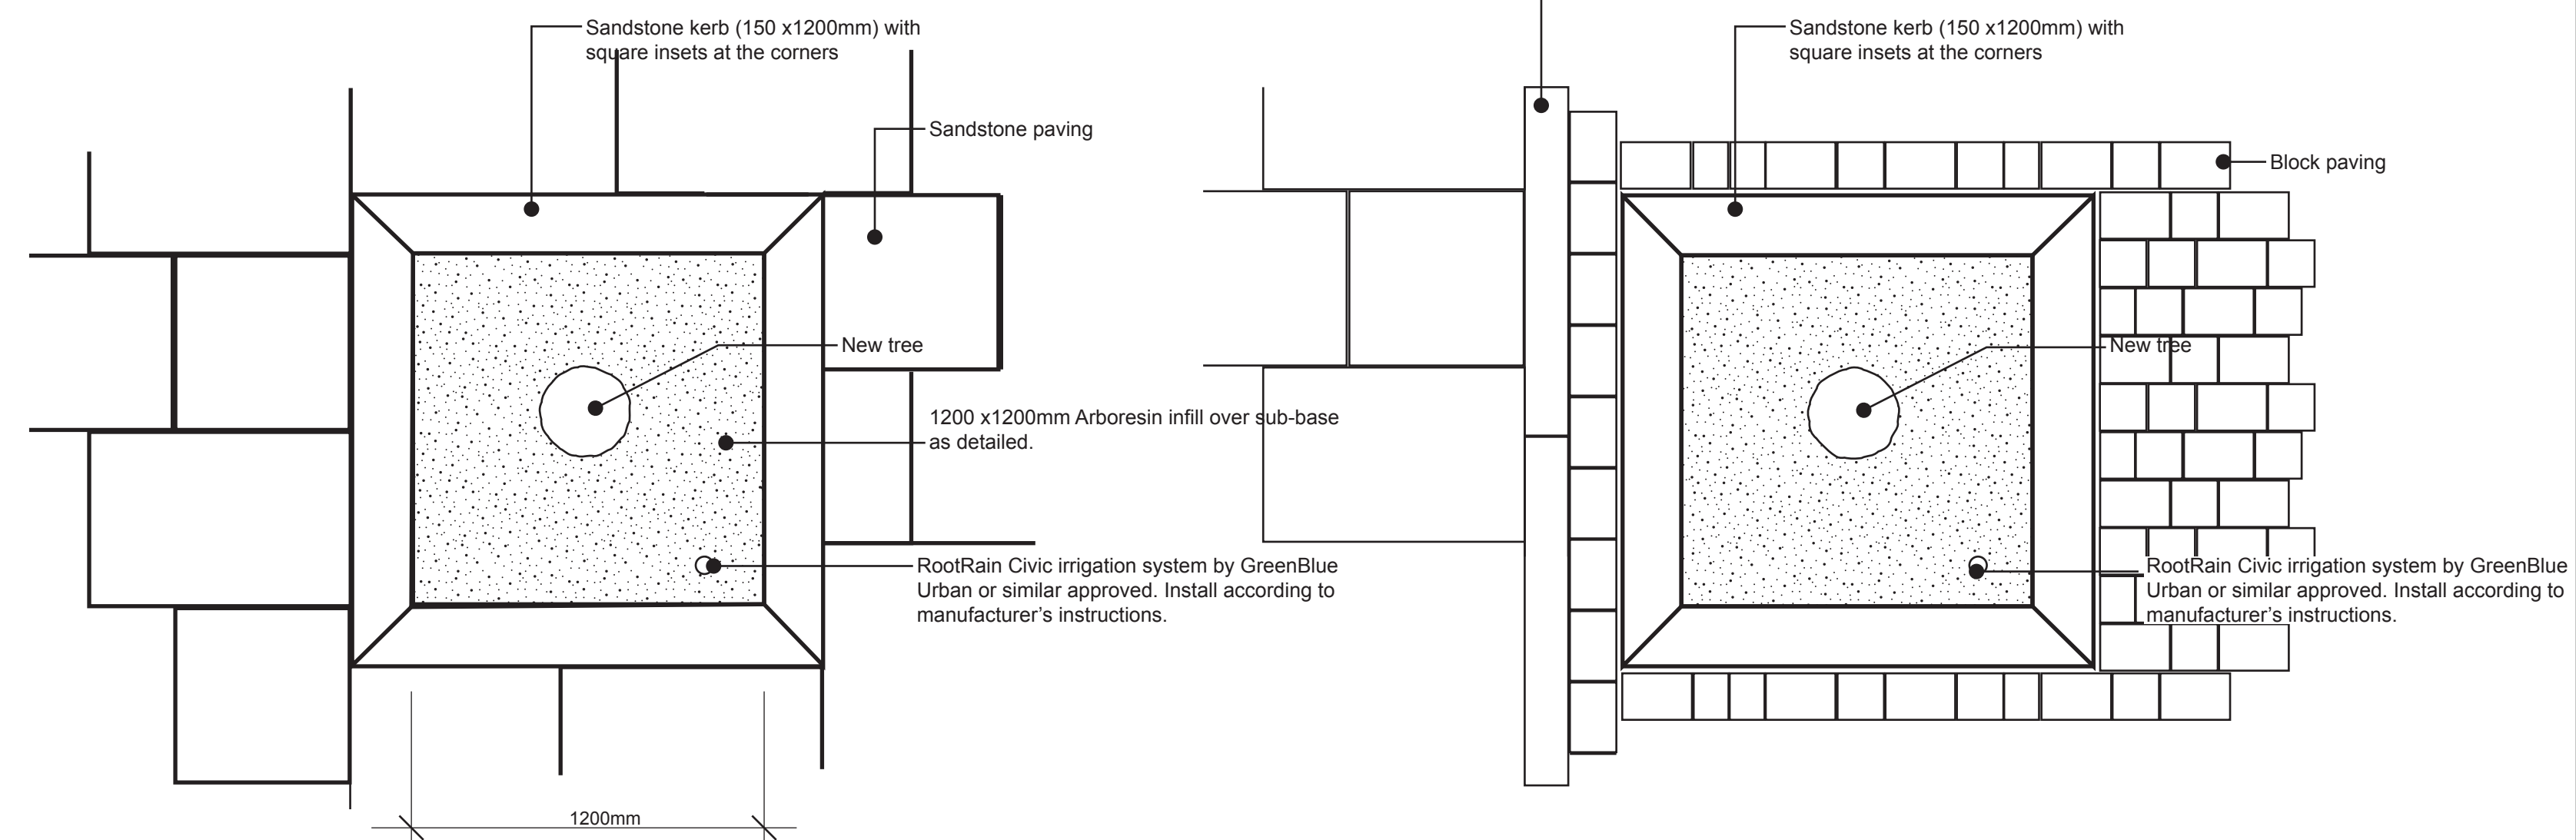 Sandstone kerb (150 x1200mm) with
square insets at the corners
Sandstone paving
New tree
1200 x1200mm Arboresin infill over sub-base
as detailed.
RootRain Civic irrigation system by GreenBlue
Urban or similar approved. Install according to
manufacturer's instructions.
1200mm
Sandstone kerb (150 x1200mm) with
square insets at the corners
Block paving
New tree
RootRain Civic irrigation system by GreenBlue
Urban or similar approved. Install according to
manufacturer's instructions.